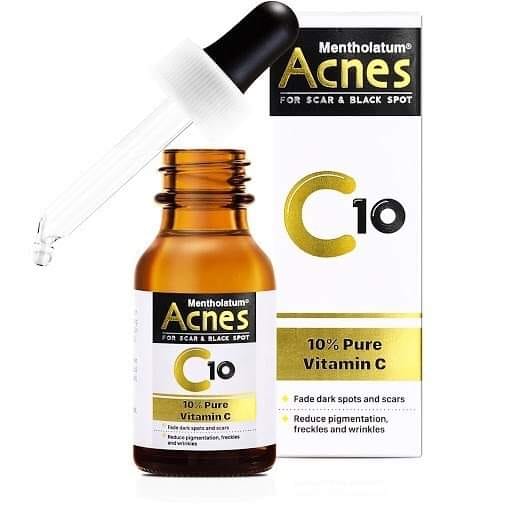 Mentholatum®
Acnes
FOR SCAR & BLACK SPOT
C10
10% Pure
Vitamin C
Fade dark spots and scars
Reduce pigmentation,
freckles and wrinkles
Mentholatum®
Acnes
FOR SCAR & BLACK SPOT
C10
10% Pure
Vitamin C
Fade dark spots and scars
Reduce pigmentation, freckles
and wrinkles